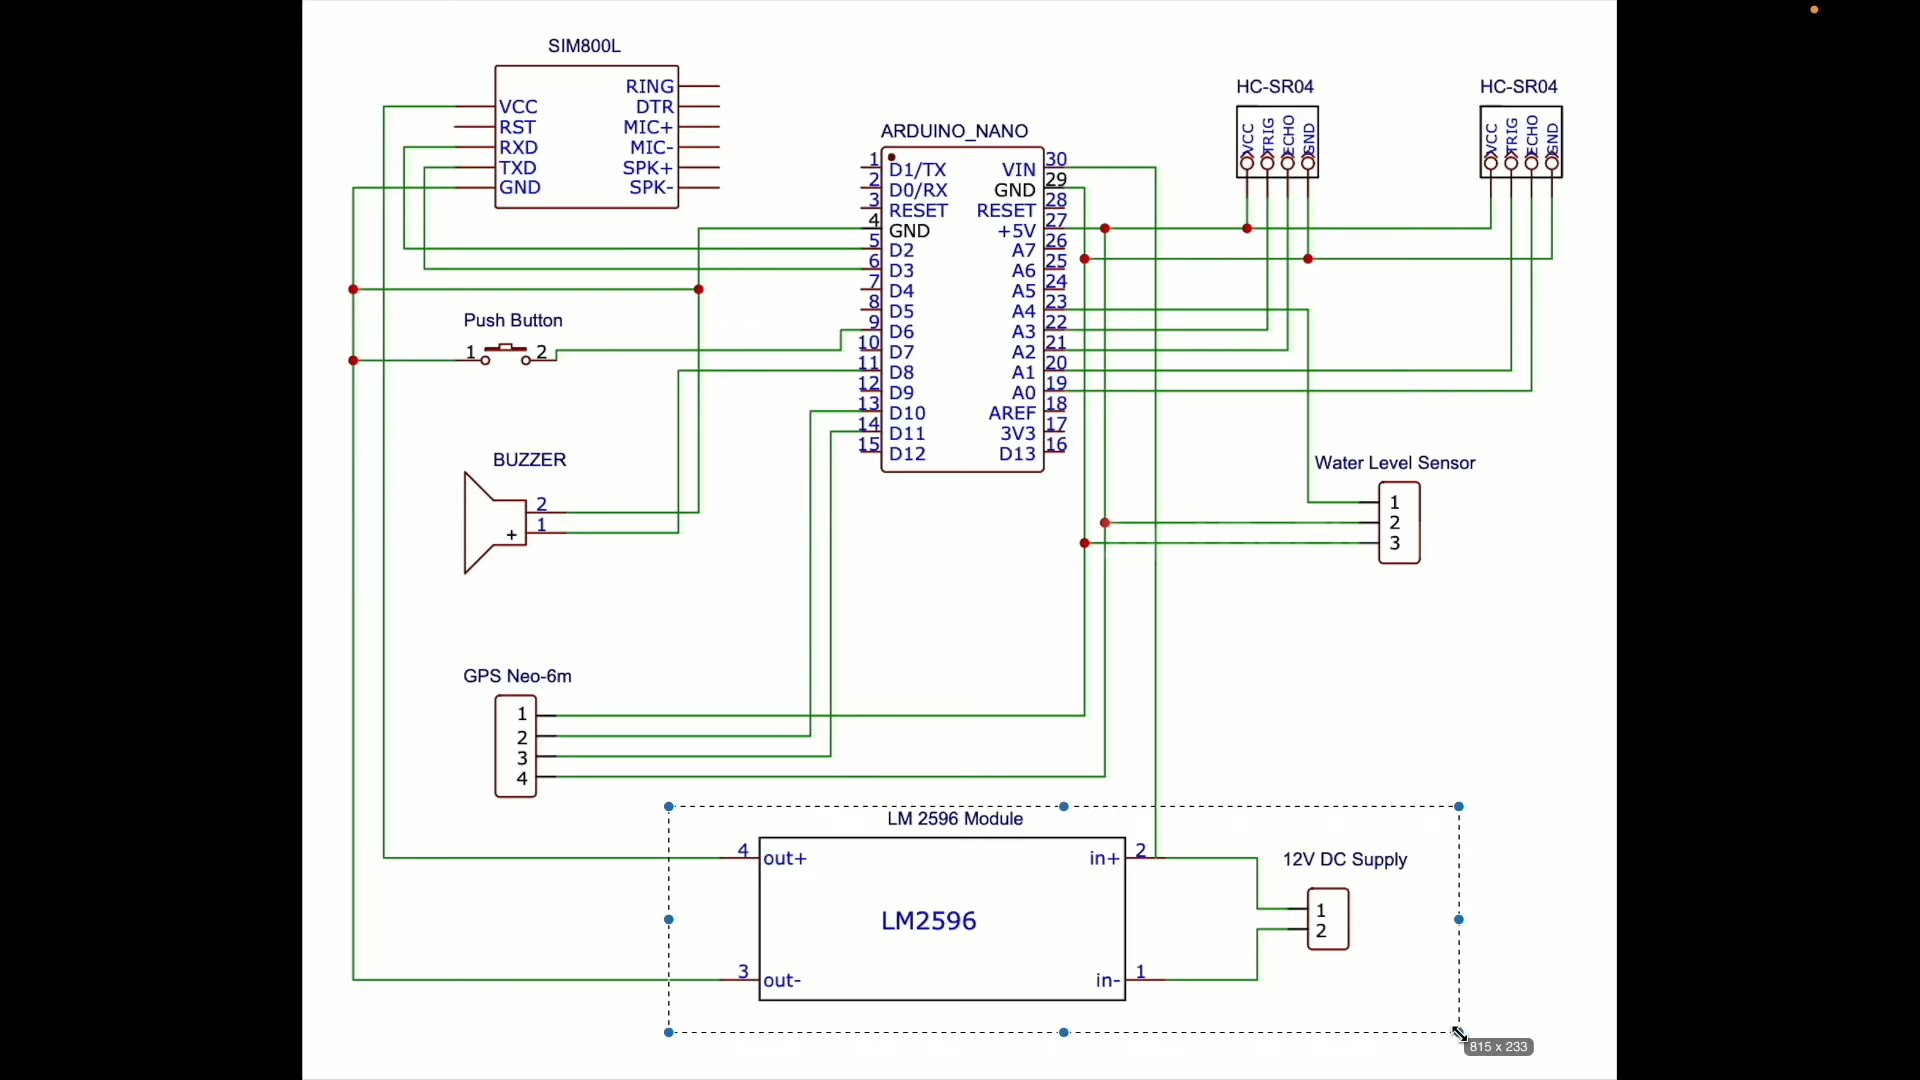 SIM800L
VCC
RST
RXD
TXD
GND
RING
DTR
MIC+
MIC-
SPK+
SPK-
ARDUINO_NANO
1 D1/TX
2 D0/RX
3 RESET
4 GND
5 D2
6 D3
7 D4
8 D5
9 D6
10 D7
11 D8
12 D9
13 D10
14 D11
15 D12
VIN 30
GND 29
RESET 28
+5V 27
A7 26
A6 25
A5 24
A4 23
A3 22
A2 21
A1 20
A0 19
AREF 18
3V3 17
D13 16
HC-SR04
VCC
TRIG
ECHO
GND
HC-SR04
VCC
TRIG
ECHO
GND
Push Button
1 2
BUZZER
2
1
+
Water Level Sensor
1
2
3
GPS Neo-6m
1
2
3
4
LM 2596 Module
4 out+
in+ 2
LM2596
3 out-
in- 1
12V DC Supply
1
2
815 x 233